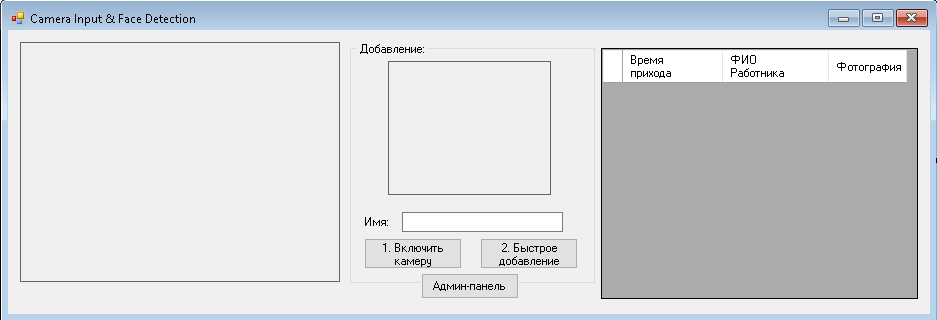 Camera Input & Face Detection
Добавление:
Имя:
1. Включить
камеру
2. Быстрое
добавление
Админ-панель
Время
прихода
ФИО
Работника
Фотография